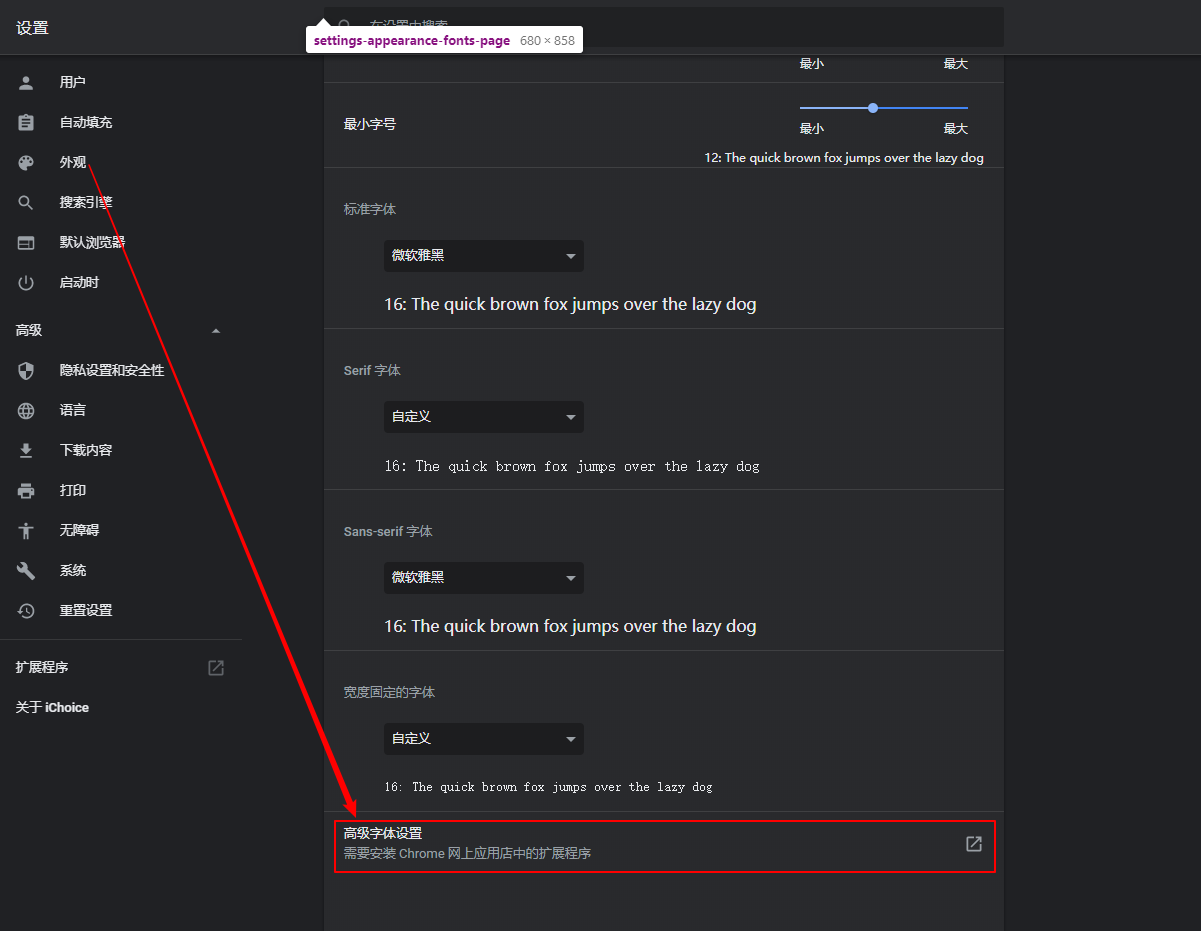 设置
在设置中搜索
settings-appearance-fonts-page 680 × 858
用户
自动填充
外观
搜索引擎
默认浏览器
启动时
高级
隐私设置和安全性
语言
下载内容
打印
无障碍
系统
重置设置
扩展程序
关于 iChoice
最小 最大
最小字号
最小 最大
12: The quick brown fox jumps over the lazy dog
标准字体
微软雅黑
16: The quick brown fox jumps over the lazy dog
Serif 字体
自定义
16: The quick brown fox jumps over the lazy dog
Sans-serif 字体
微软雅黑
16: The quick brown fox jumps over the lazy dog
宽度固定的字体
自定义
16: The quick brown fox jumps over the lazy dog
高级字体设置
需要安装 Chrome 网上应用店中的扩展程序